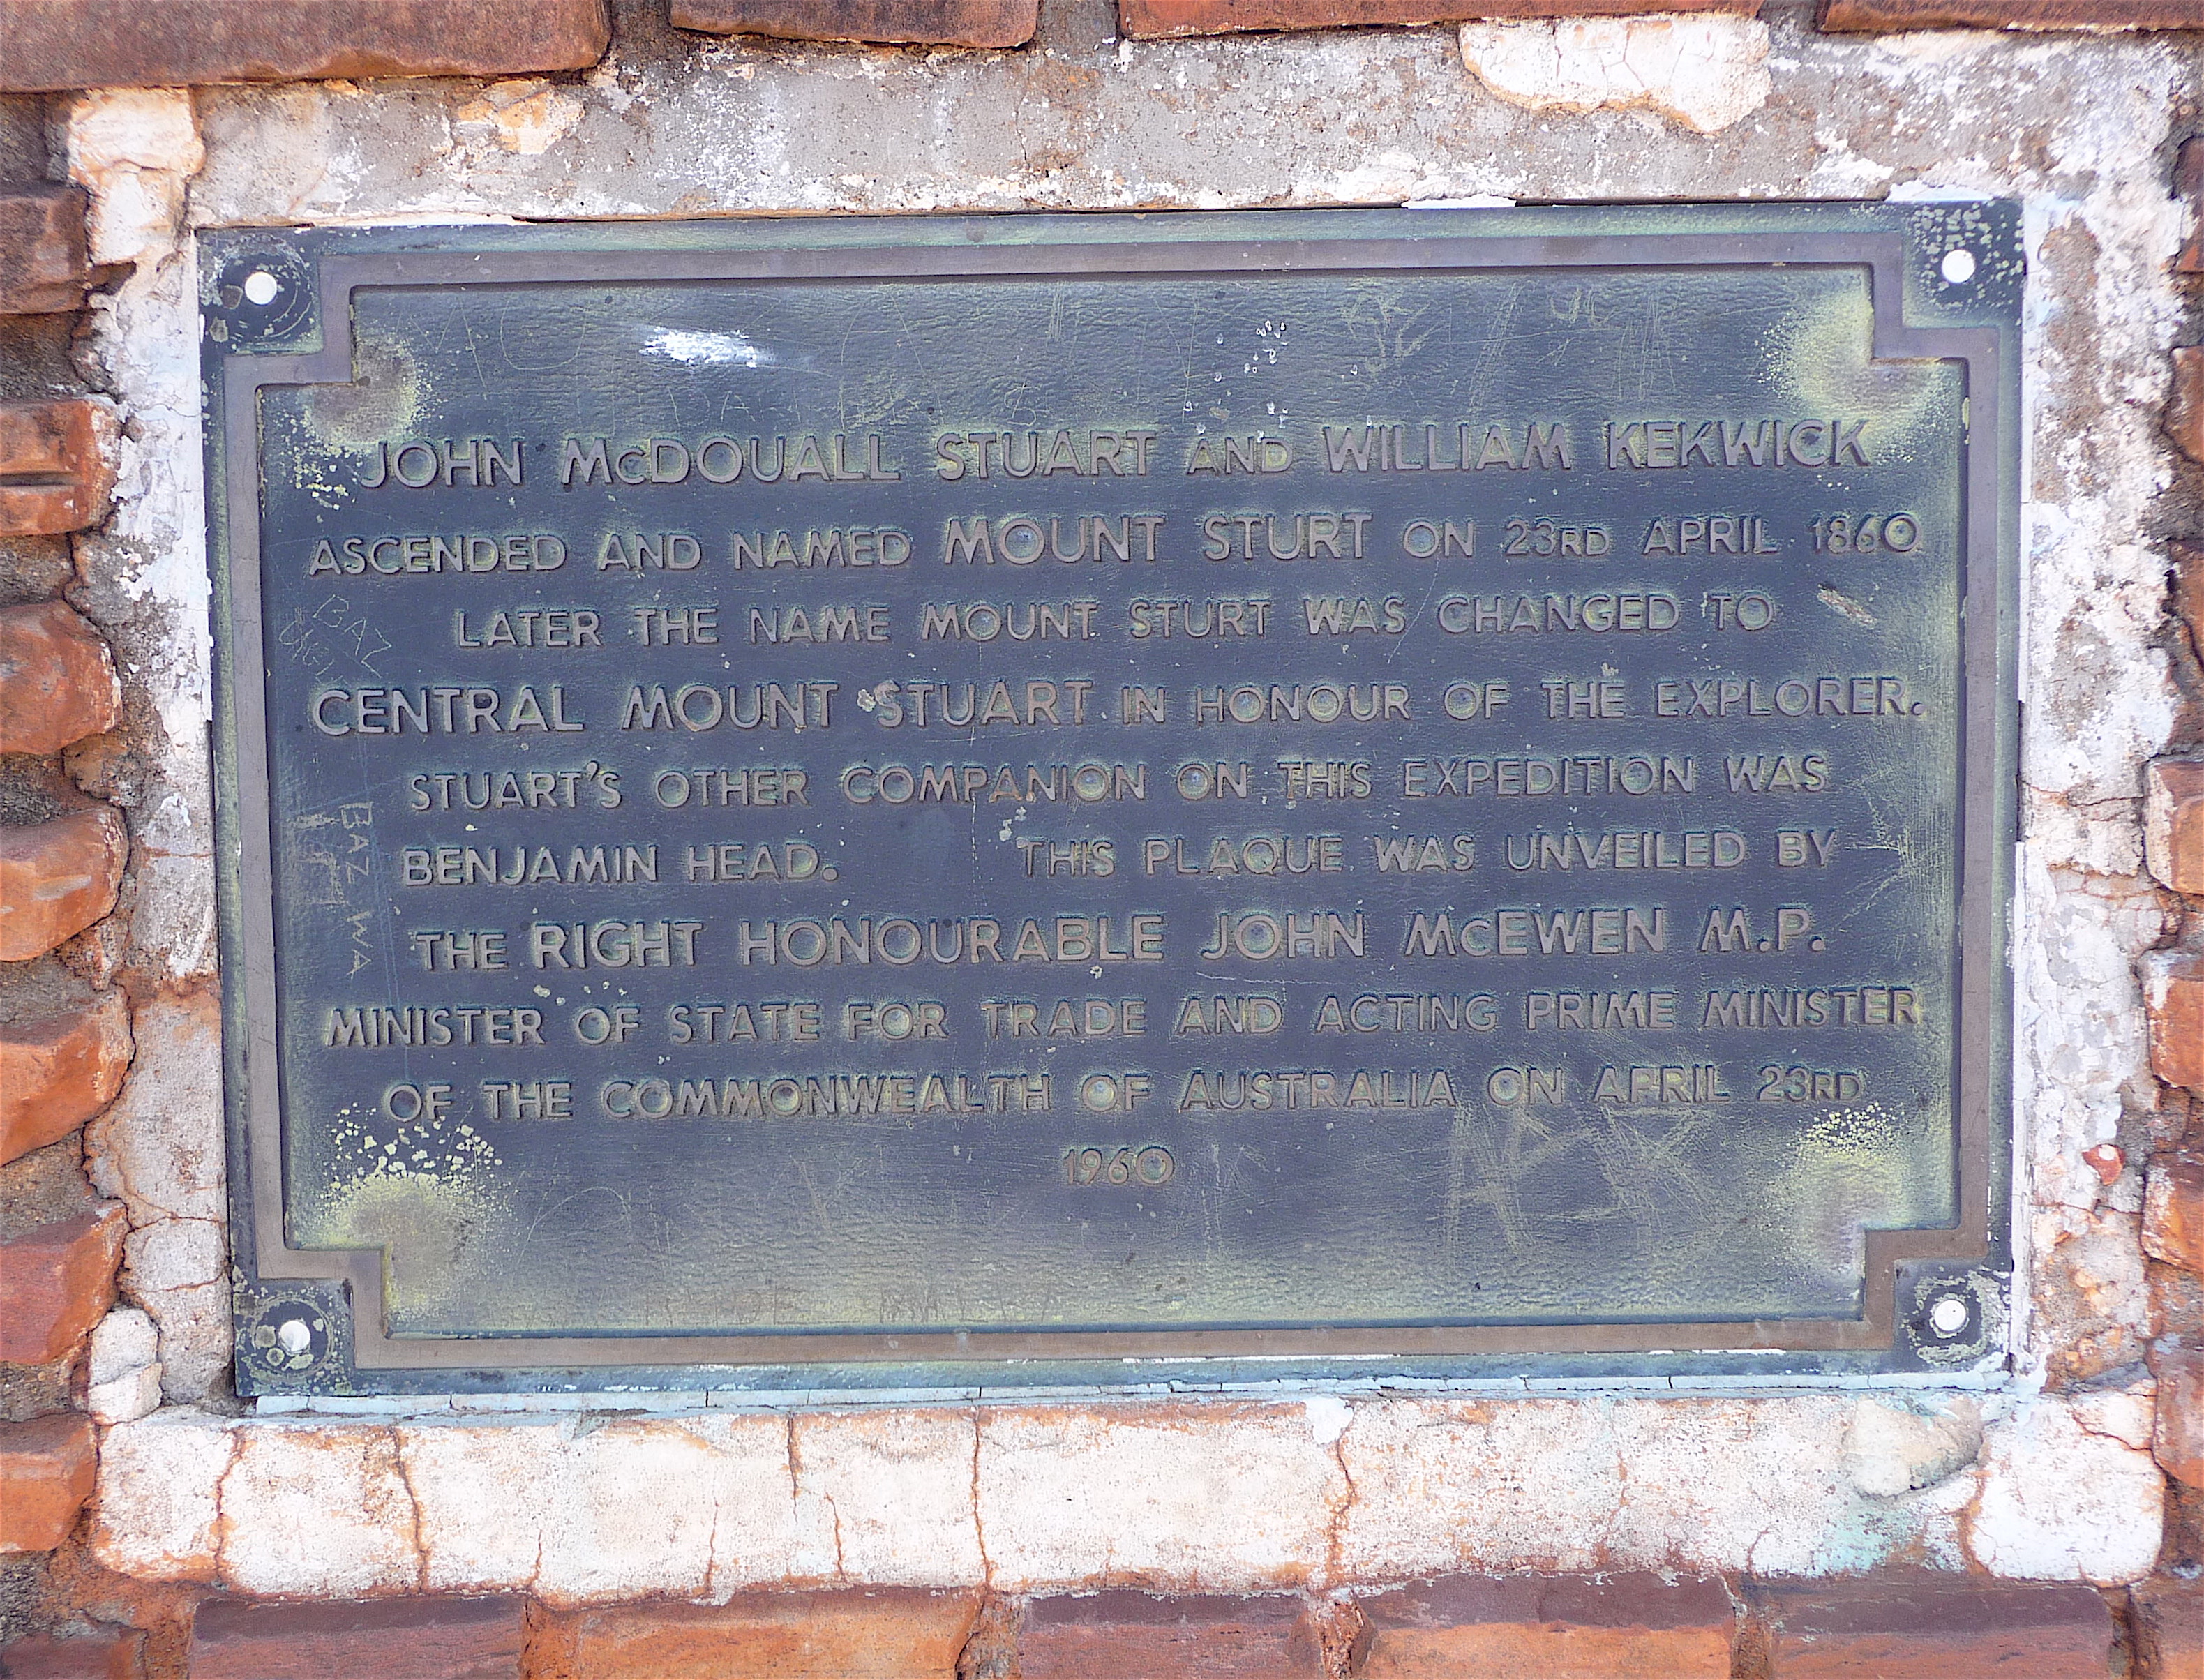 JOHN McDOUALL STUART AND WILLIAM KEKWICK
ASCENDED AND NAMED MOUNT STURT ON 23RD APRIL 1860
LATER THE NAME MOUNT STURT WAS CHANGED TO
CENTRAL MOUNT STUART IN HONOUR OF THE EXPLORER.
STUART'S OTHER COMPANION ON THIS EXPEDITION WAS
BENJAMIN HEAD. THIS PLAQUE WAS UNVEILED BY
THE RIGHT HONOURABLE JOHN McEWEN M.P.
MINISTER OF STATE FOR TRADE AND ACTING PRIME MINISTER
OF THE COMMONWEALTH OF AUSTRALIA ON APRIL 23RD
1960
BAZ
BAZ WA